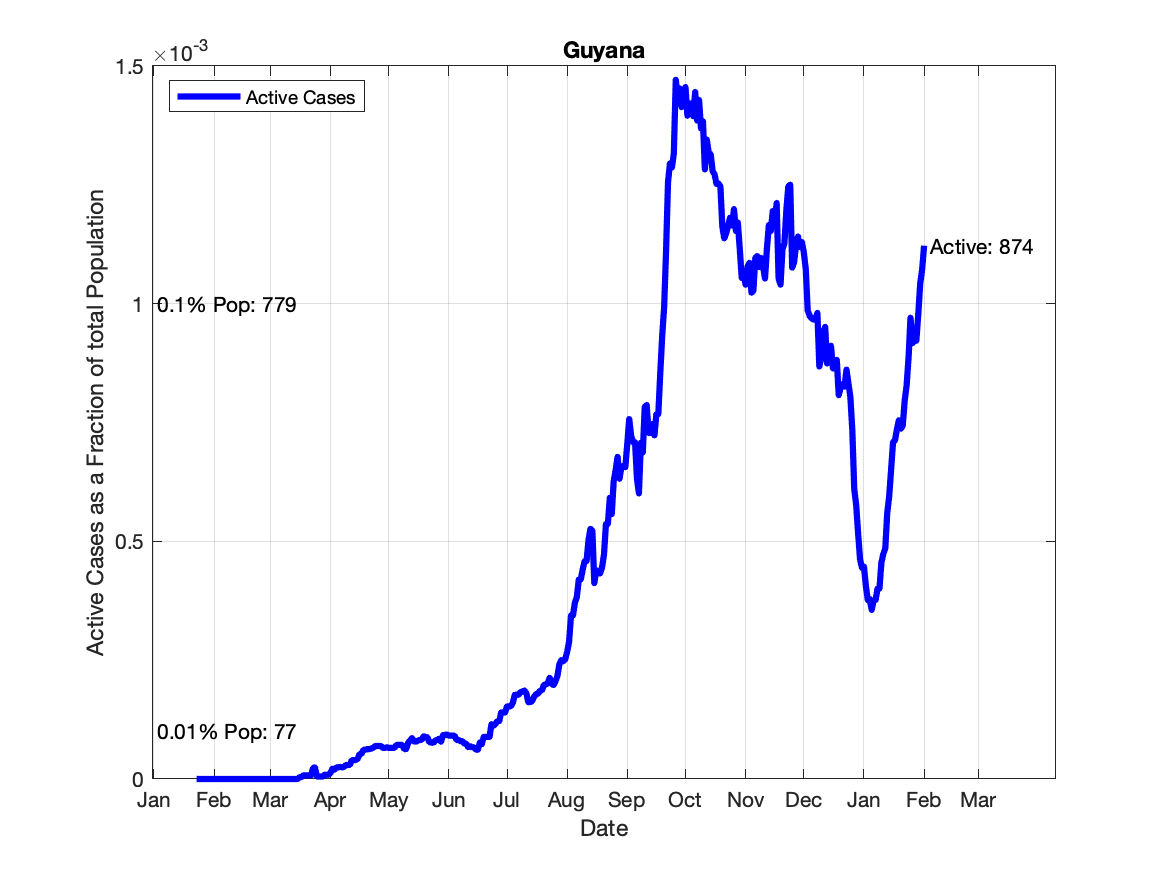 Guyana
×10-3
1.5
Active Cases
Active: 874
1
0.1% Pop: 779
0.5
0.01% Pop: 77
0
Jan Feb Mar Apr May Jun Jul Aug Sep Oct Nov Dec Jan Feb Mar
Date
Active Cases as a Fraction of total Population